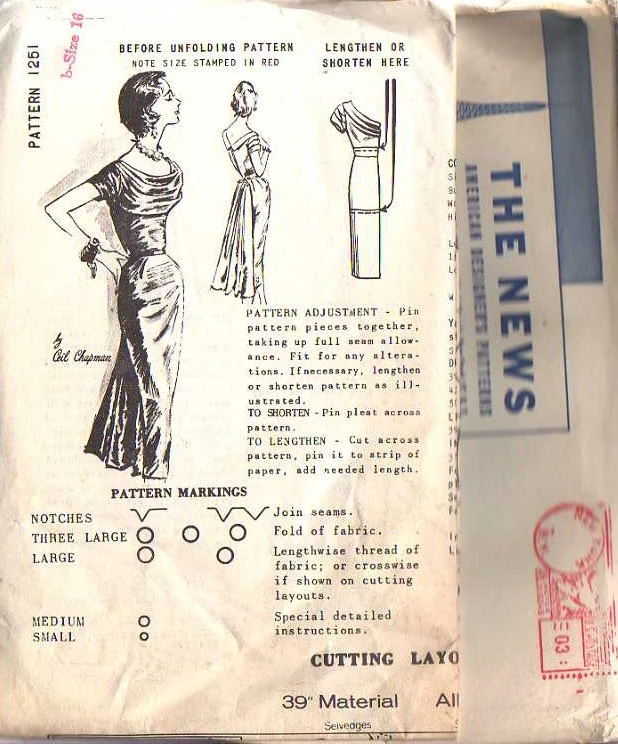 PATTERN 1251
b-Size 16
BEFORE UNFOLDING PATTERN
NOTE SIZE STAMPED IN RED
LENGTHEN OR
SHORTEN HERE
by
Ceil Chapman
PATTERN ADJUSTMENT - Pin
pattern pieces together,
taking up full seam allow-
ance. Fit for any altera-
tions. If necessary, lengthen
or shorten pattern as ill-
ustrated.
TO SHORTEN - Pin pleat across
pattern.
TO LENGTHEN - Cut across
pattern, pin it to strip of
paper, add needed length.
PATTERN MARKINGS
NOTCHES
Join seams.
THREE LARGE
Fold of fabric.
LARGE
Lengthwise thread of
fabric; or crosswise
if shown on cutting
layouts.
MEDIUM
SMALL
Special detailed
instructions.
CUTTING LAYO
39" Material
All
Selvedges
THE NEWS
AMERICAN DESIGNER'S PATTERNS